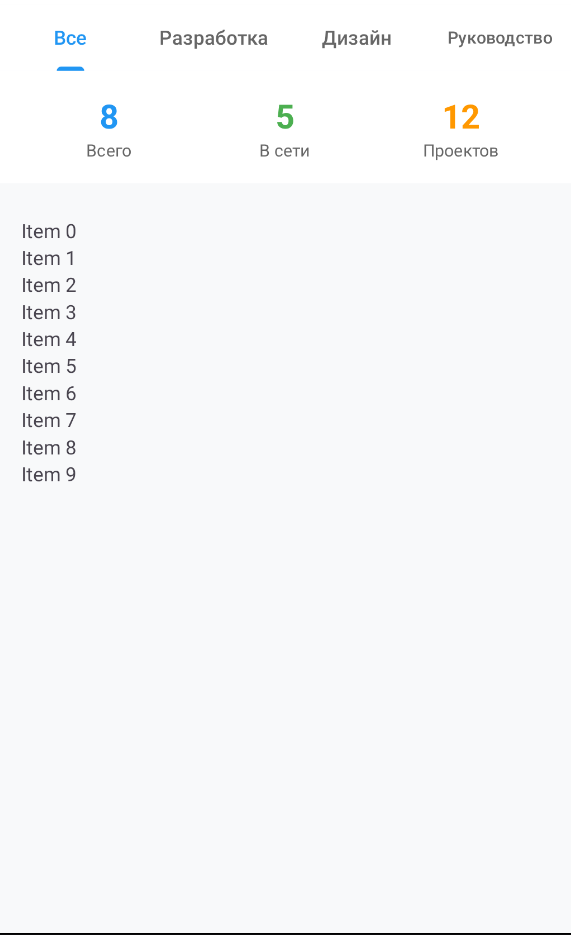 Все Разработка Дизайн Руководство
8 5 12
Всего В сети Проектов
Item 0
Item 1
Item 2
Item 3
Item 4
Item 5
Item 6
Item 7
Item 8
Item 9